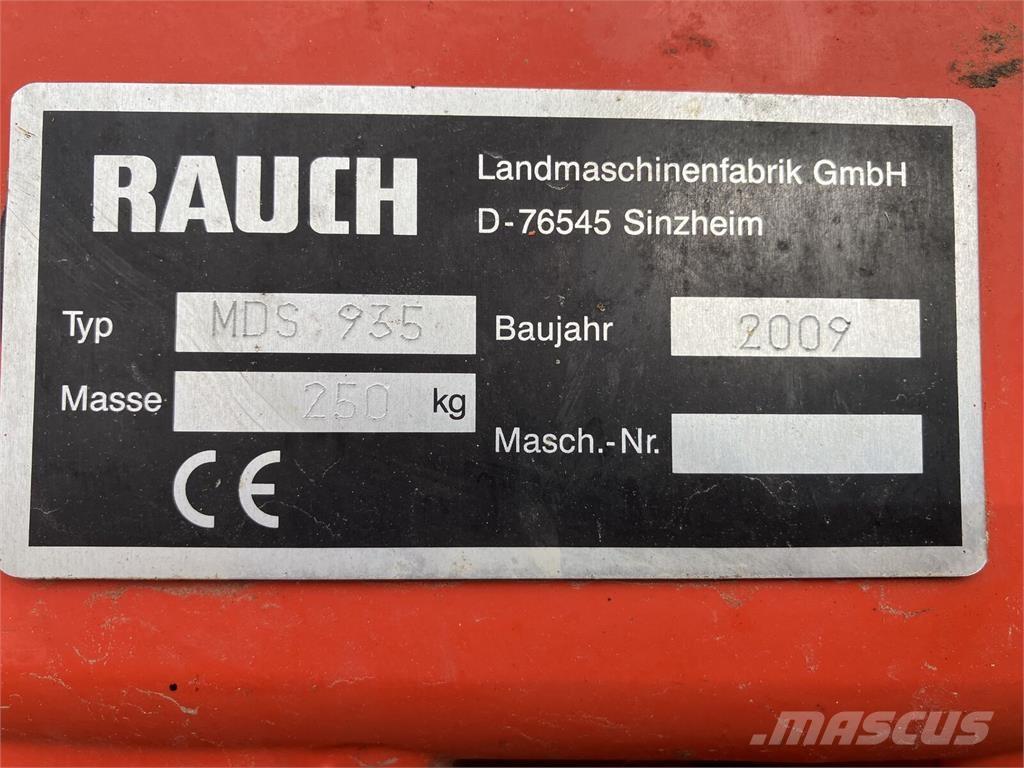 RAUCH
Landmaschinenfabrik GmbH
D-76545 Sinzheim
Typ MDS 935
Baujahr 2009
Masse 250 kg
Masch.-Nr.
CE
MASCUS